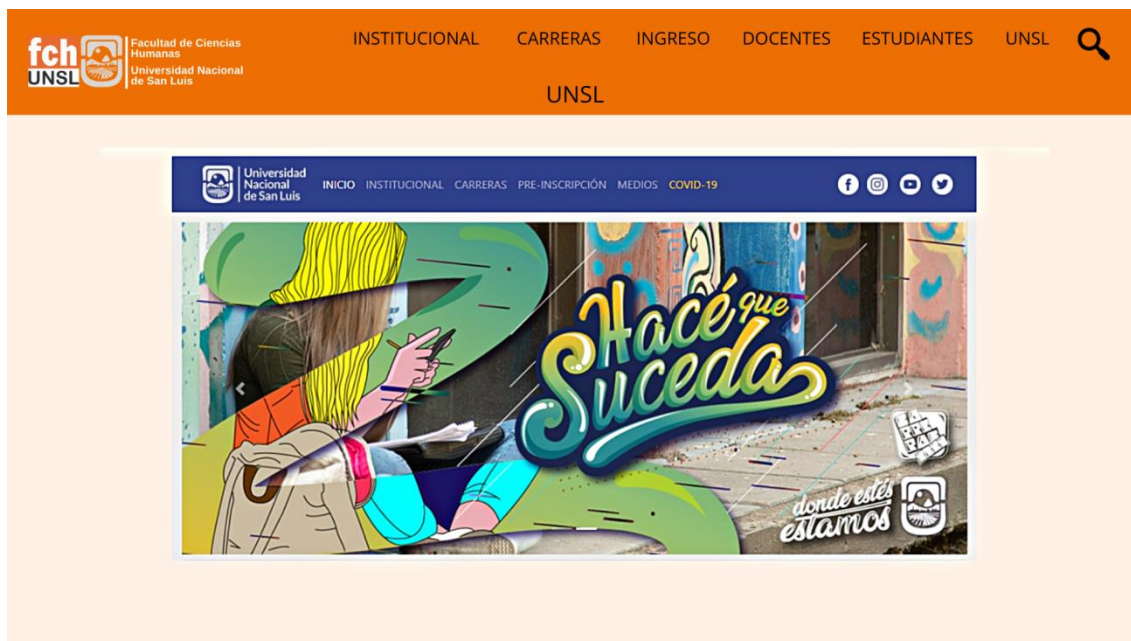 fch
UNSL
Facultad de Ciencias
Humanas
Universidad Nacional
de San Luis
INSTITUCIONAL CARRERAS INGRESO DOCENTES ESTUDIANTES UNSL
UNSL
Universidad
Nacional
de San Luis
INICIO INSTITUCIONAL CARRERAS PRE-INSCRIPCIÓN MEDIOS COVID-19
Hacé que
Suceda
donde estés
estamos